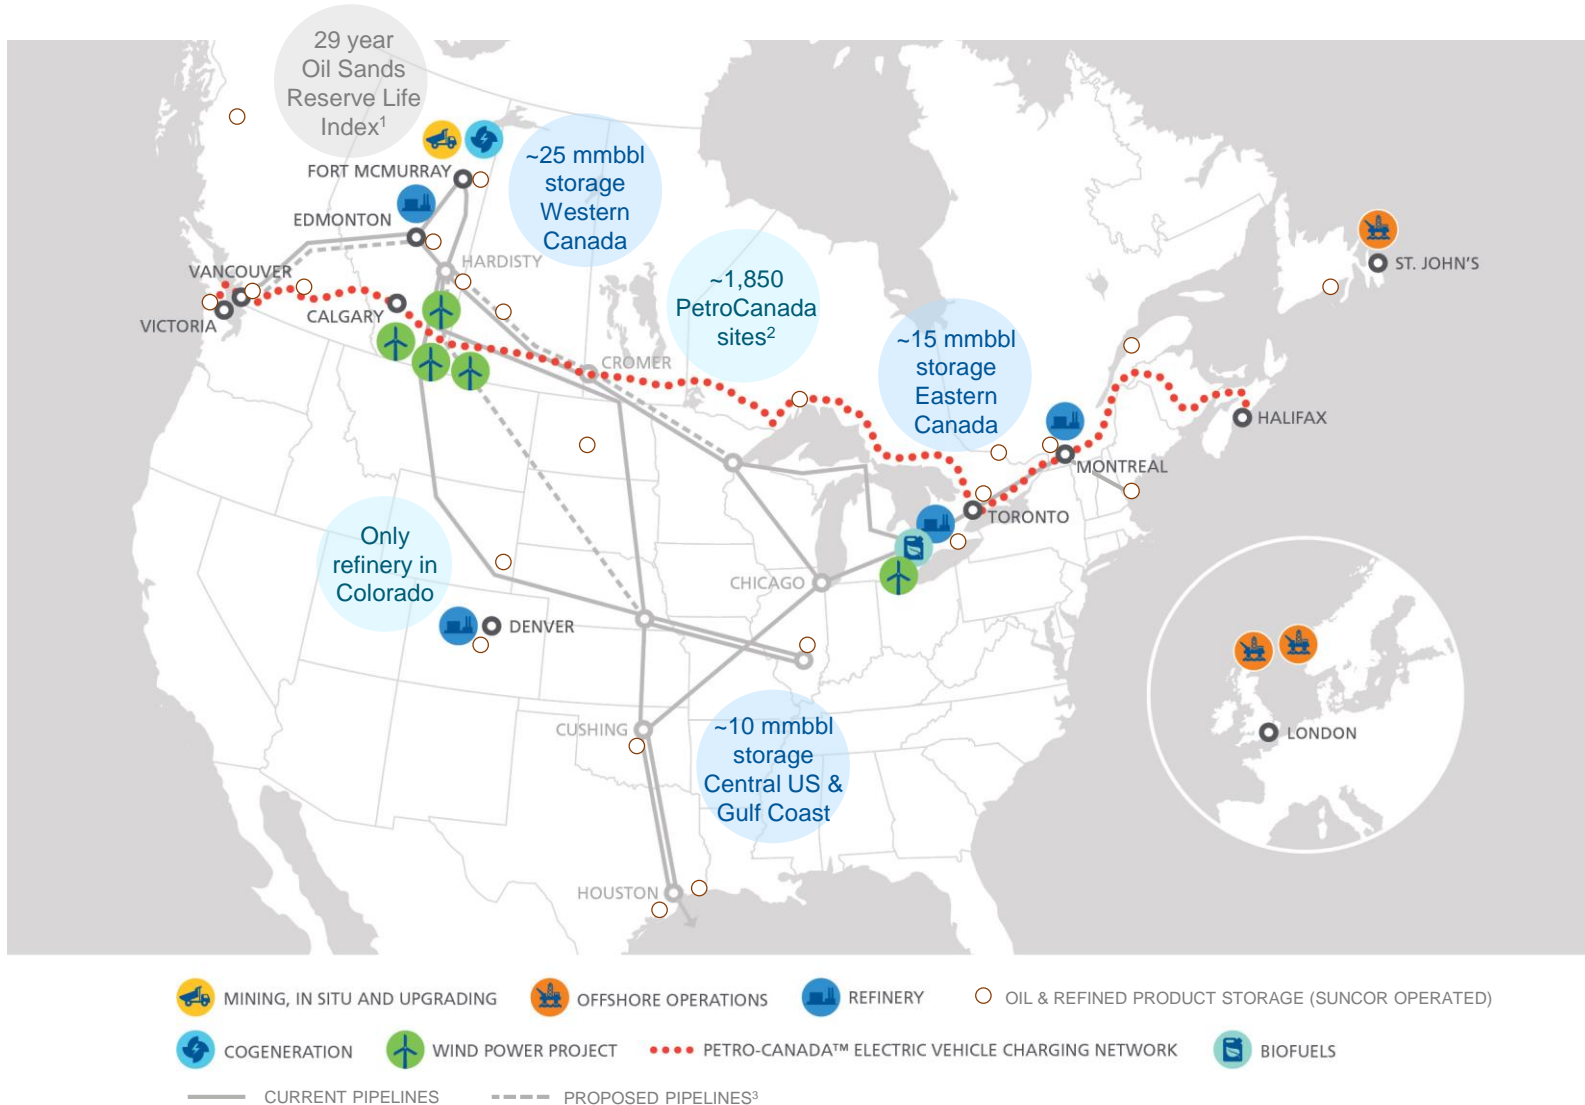 29 year
Oil Sands
Reserve Life
Index¹
FORT MCMURRAY
~25 mmbbl
storage
Western
Canada
EDMONTON
HARDISTY
VANCOUVER
VICTORIA
CALGARY
~1,850
PetroCanada
sites²
CROMER
~15 mmbbl
storage
Eastern
Canada
ST. JOHN'S
HALIFAX
MONTREAL
TORONTO
Only
refinery in
Colorado
CHICAGO
DENVER
CUSHING
~10 mmbbl
storage
Central US &
Gulf Coast
LONDON
HOUSTON
MINING, IN SITU AND UPGRADING
OFFSHORE OPERATIONS
REFINERY
OIL & REFINED PRODUCT STORAGE (SUNCOR OPERATED)
COGENERATION
WIND POWER PROJECT
PETRO-CANADA™ ELECTRIC VEHICLE CHARGING NETWORK
BIOFUELS
CURRENT PIPELINES
PROPOSED PIPELINES³